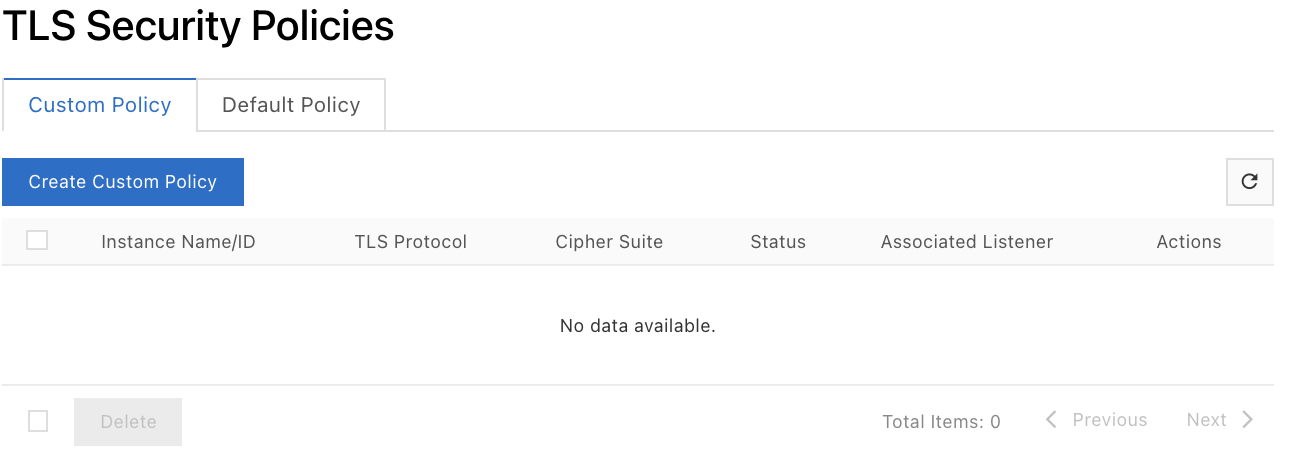 TLS Security Policies
Custom Policy Default Policy
Create Custom Policy
Instance Name/ID TLS Protocol Cipher Suite Status Associated Listener Actions
No data available.
Delete Total Items: 0 Previous Next